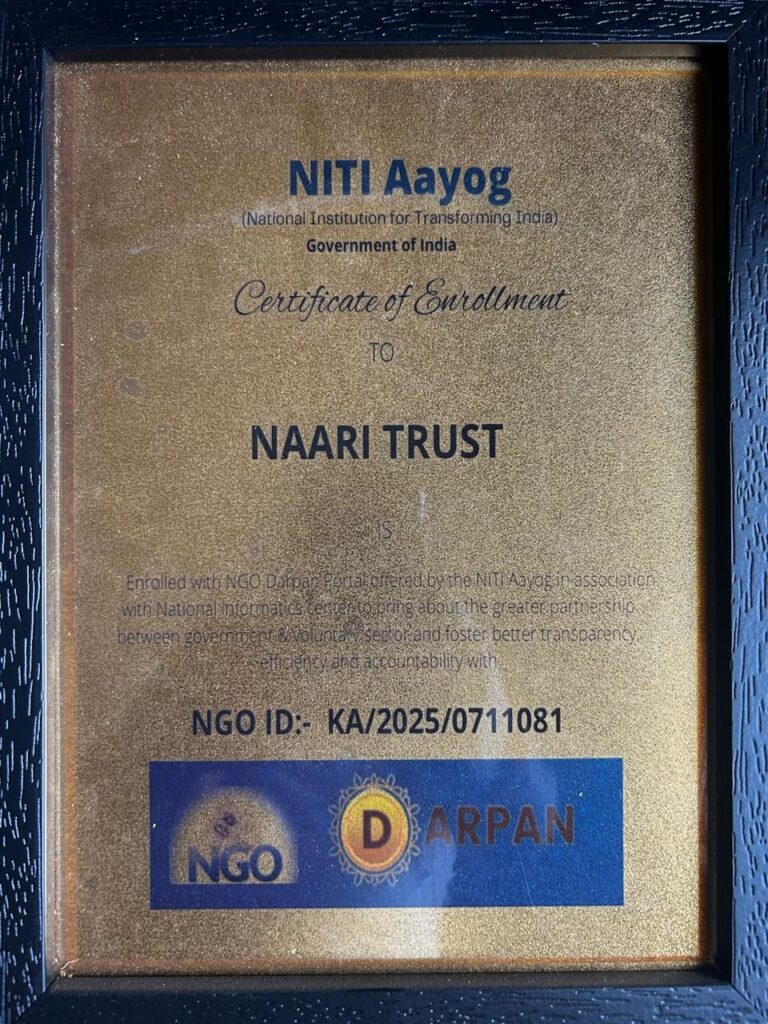 NITI Aayog
(National Institution for Transforming India)
Government of India
Certificate of Enrollment
TO
NAARI TRUST
IS
Enrolled with NGO Darpan Portal offered by the NITI Aayog in association
with National Informatics Center to bring about the greater partnership
between government & voluntary sector and foster better transparency,
efficiency and accountability with
NGO ID:- KA/2025/0711081
NGO
DARPAN